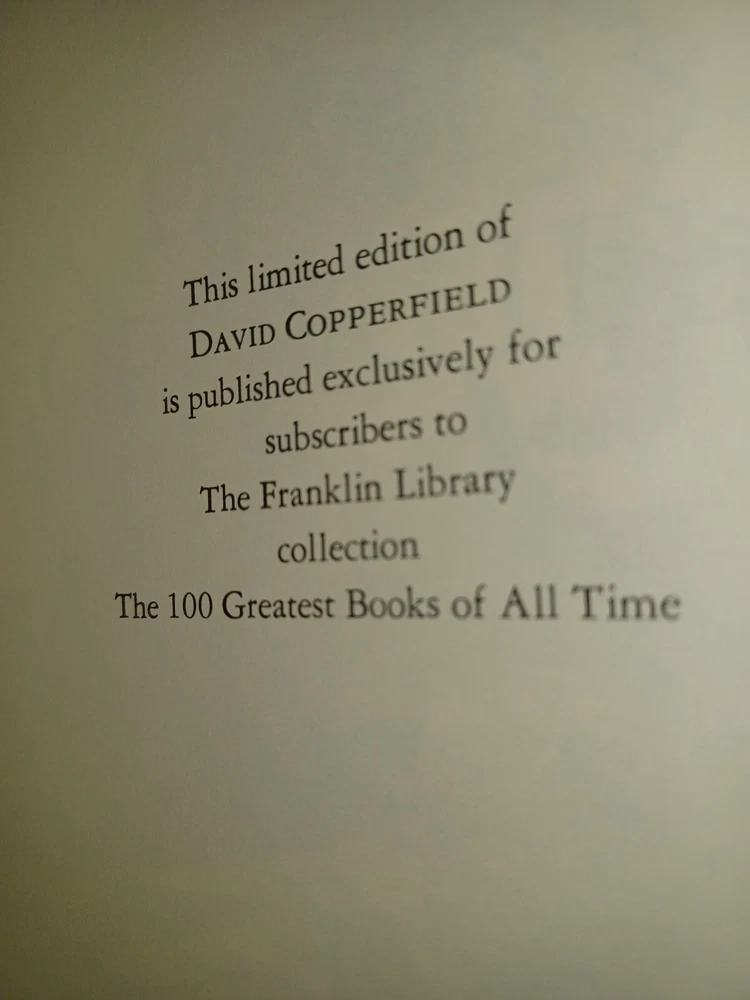 This limited edition of
DAVID COPPERFIELD
is published exclusively for
subscribers to
The Franklin Library
collection
The 100 Greatest Books of All Time